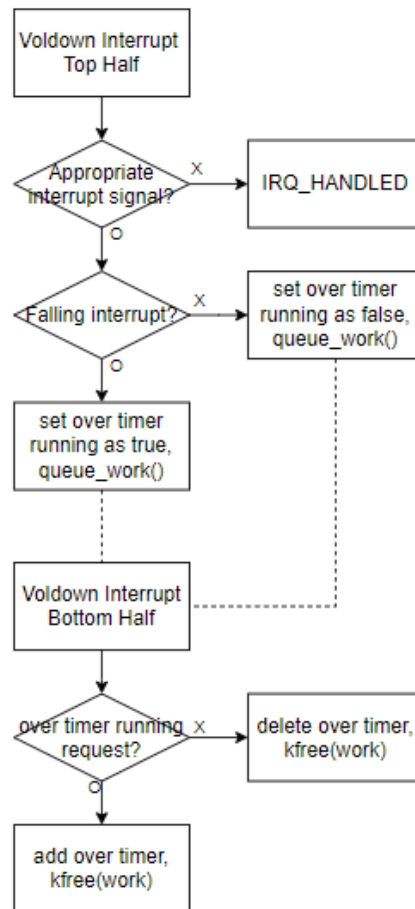 Voldown Interrupt
Top Half
Appropriate
interrupt signal?
X
IRQ_HANDLED
O
Falling interrupt?
X
set over timer
running as false,
queue_work()
O
set over timer
running as true,
queue_work()
Voldown Interrupt
Bottom Half
over timer running
request?
X
delete over timer,
kfree(work)
O
add over timer,
kfree(work)